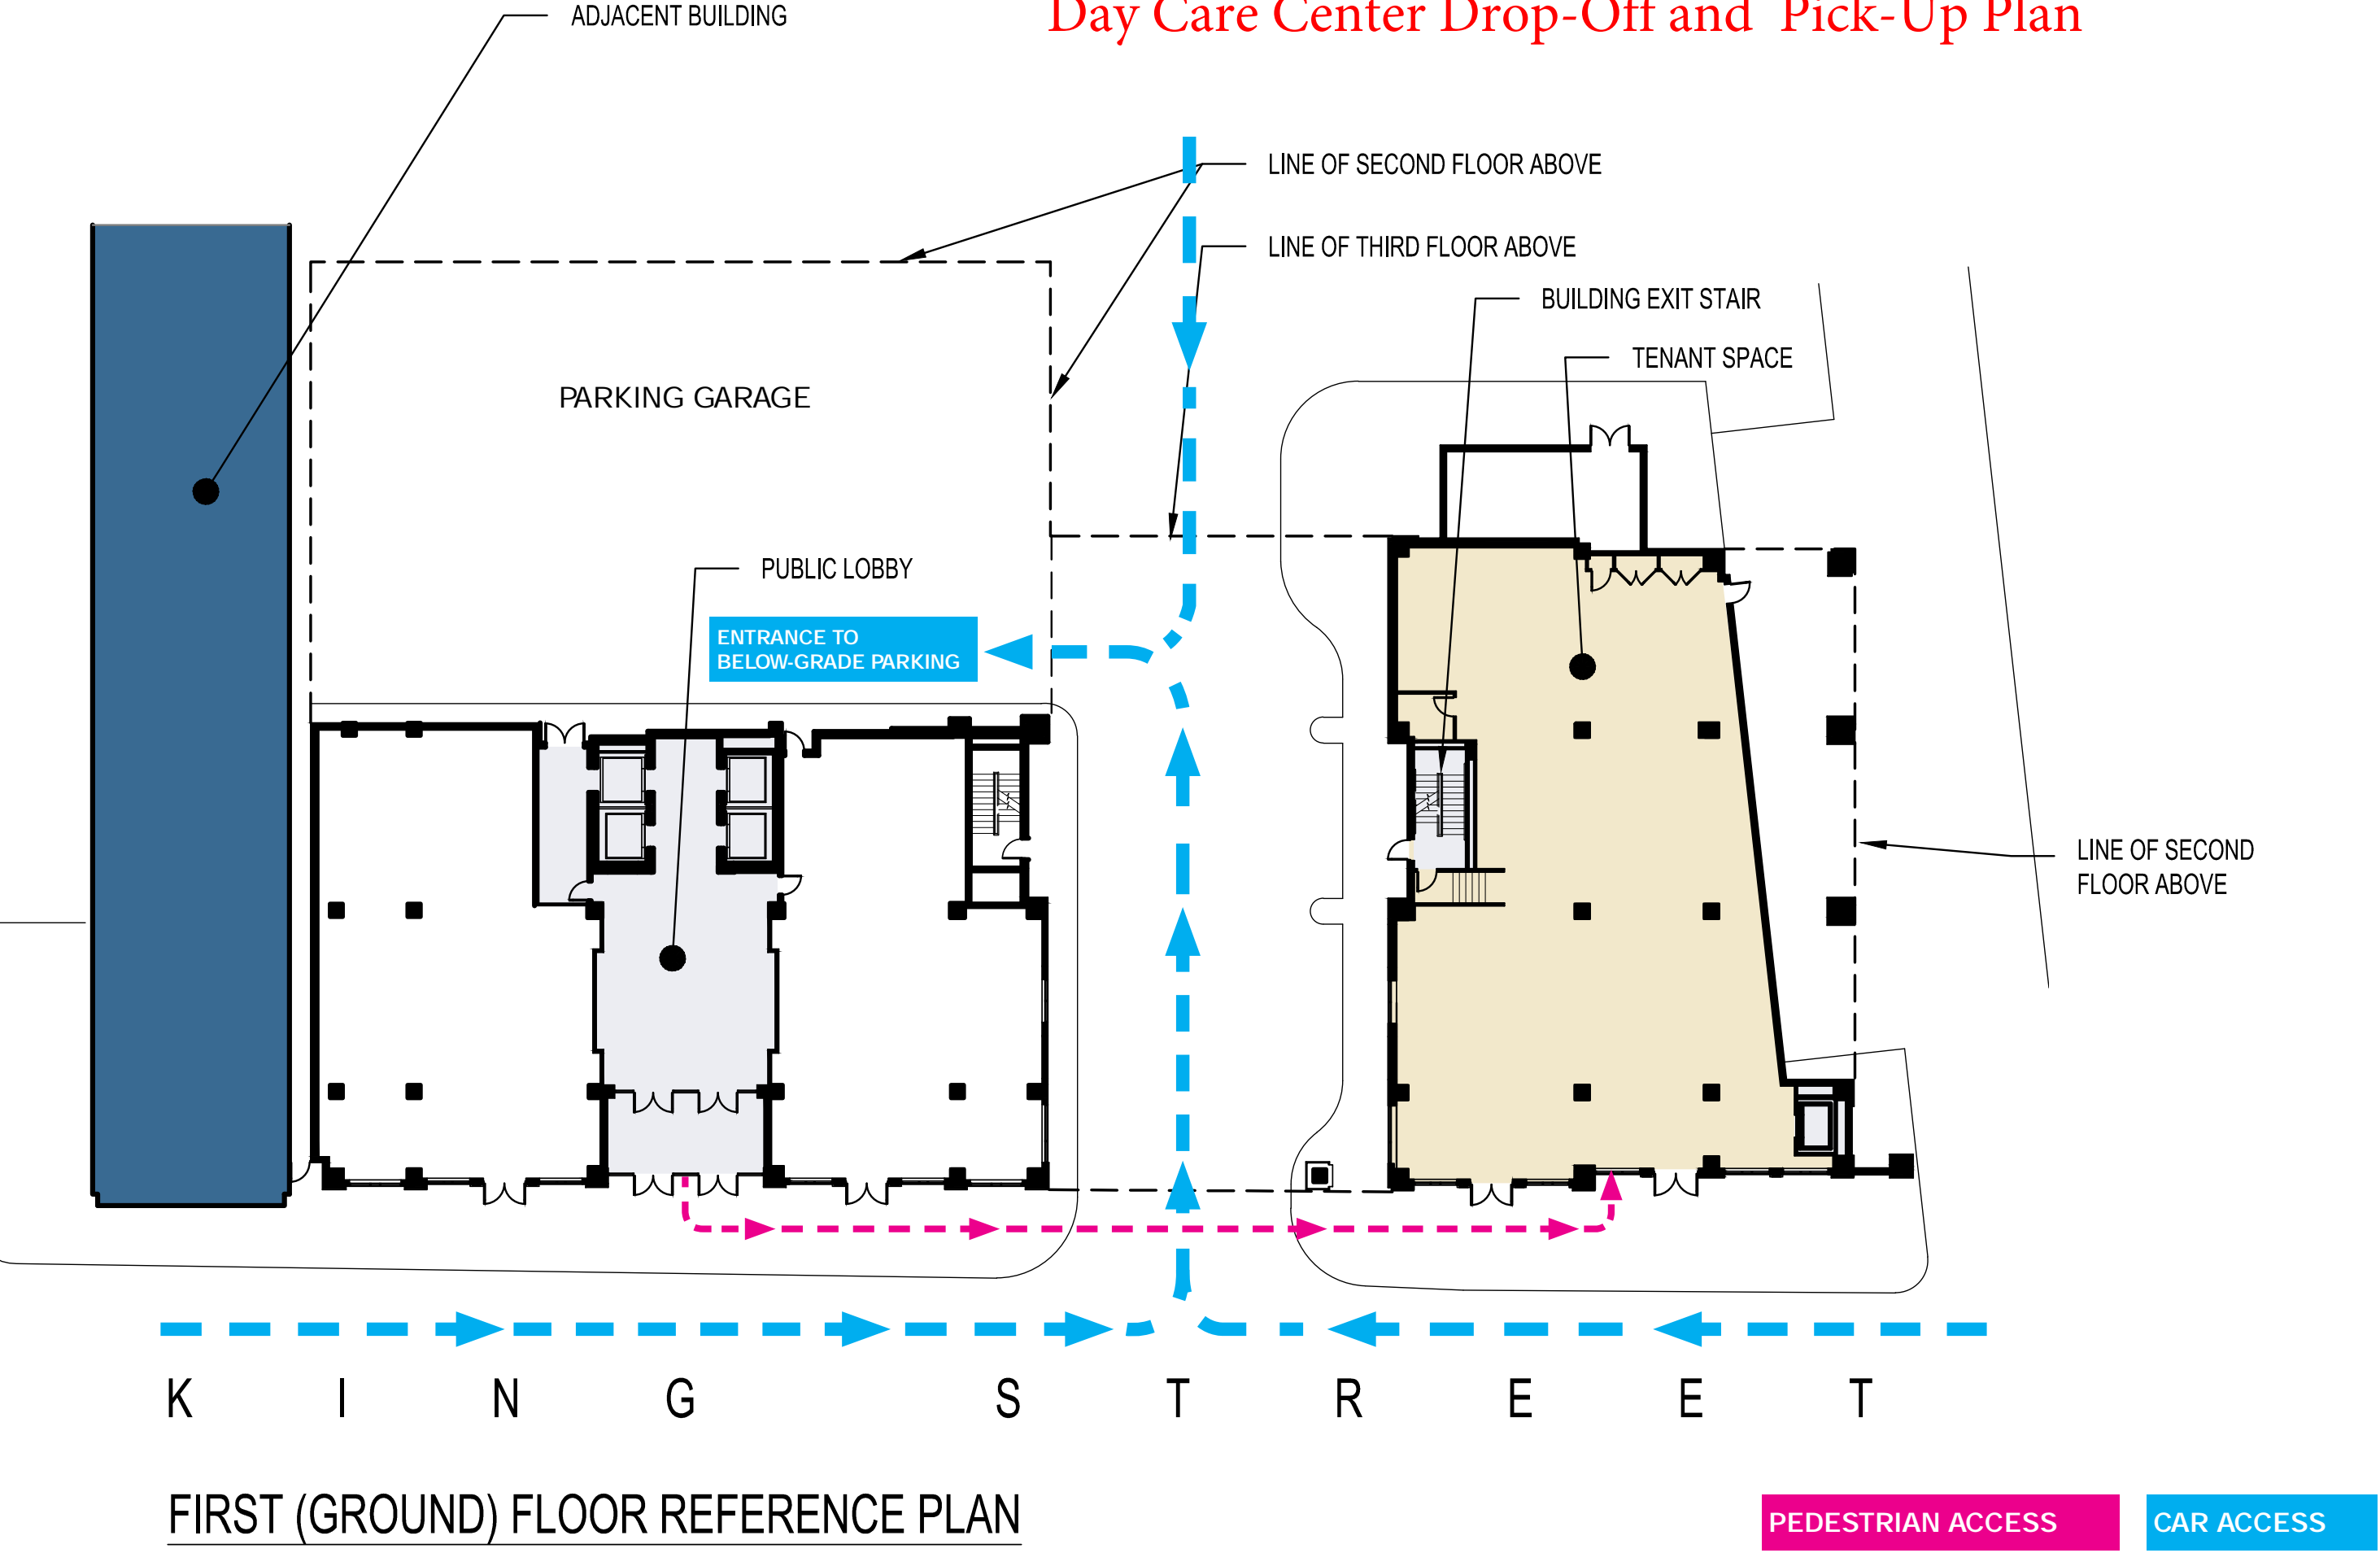 ADJACENT BUILDING
Day Care Center Drop-Off and Pick-Up Plan
LINE OF SECOND FLOOR ABOVE
LINE OF THIRD FLOOR ABOVE
BUILDING EXIT STAIR
TENANT SPACE
PARKING GARAGE
PUBLIC LOBBY
ENTRANCE TO
BELOW-GRADE PARKING
LINE OF SECOND
FLOOR ABOVE
KING STREET
FIRST (GROUND) FLOOR REFERENCE PLAN
PEDESTRIAN ACCESS
CAR ACCESS